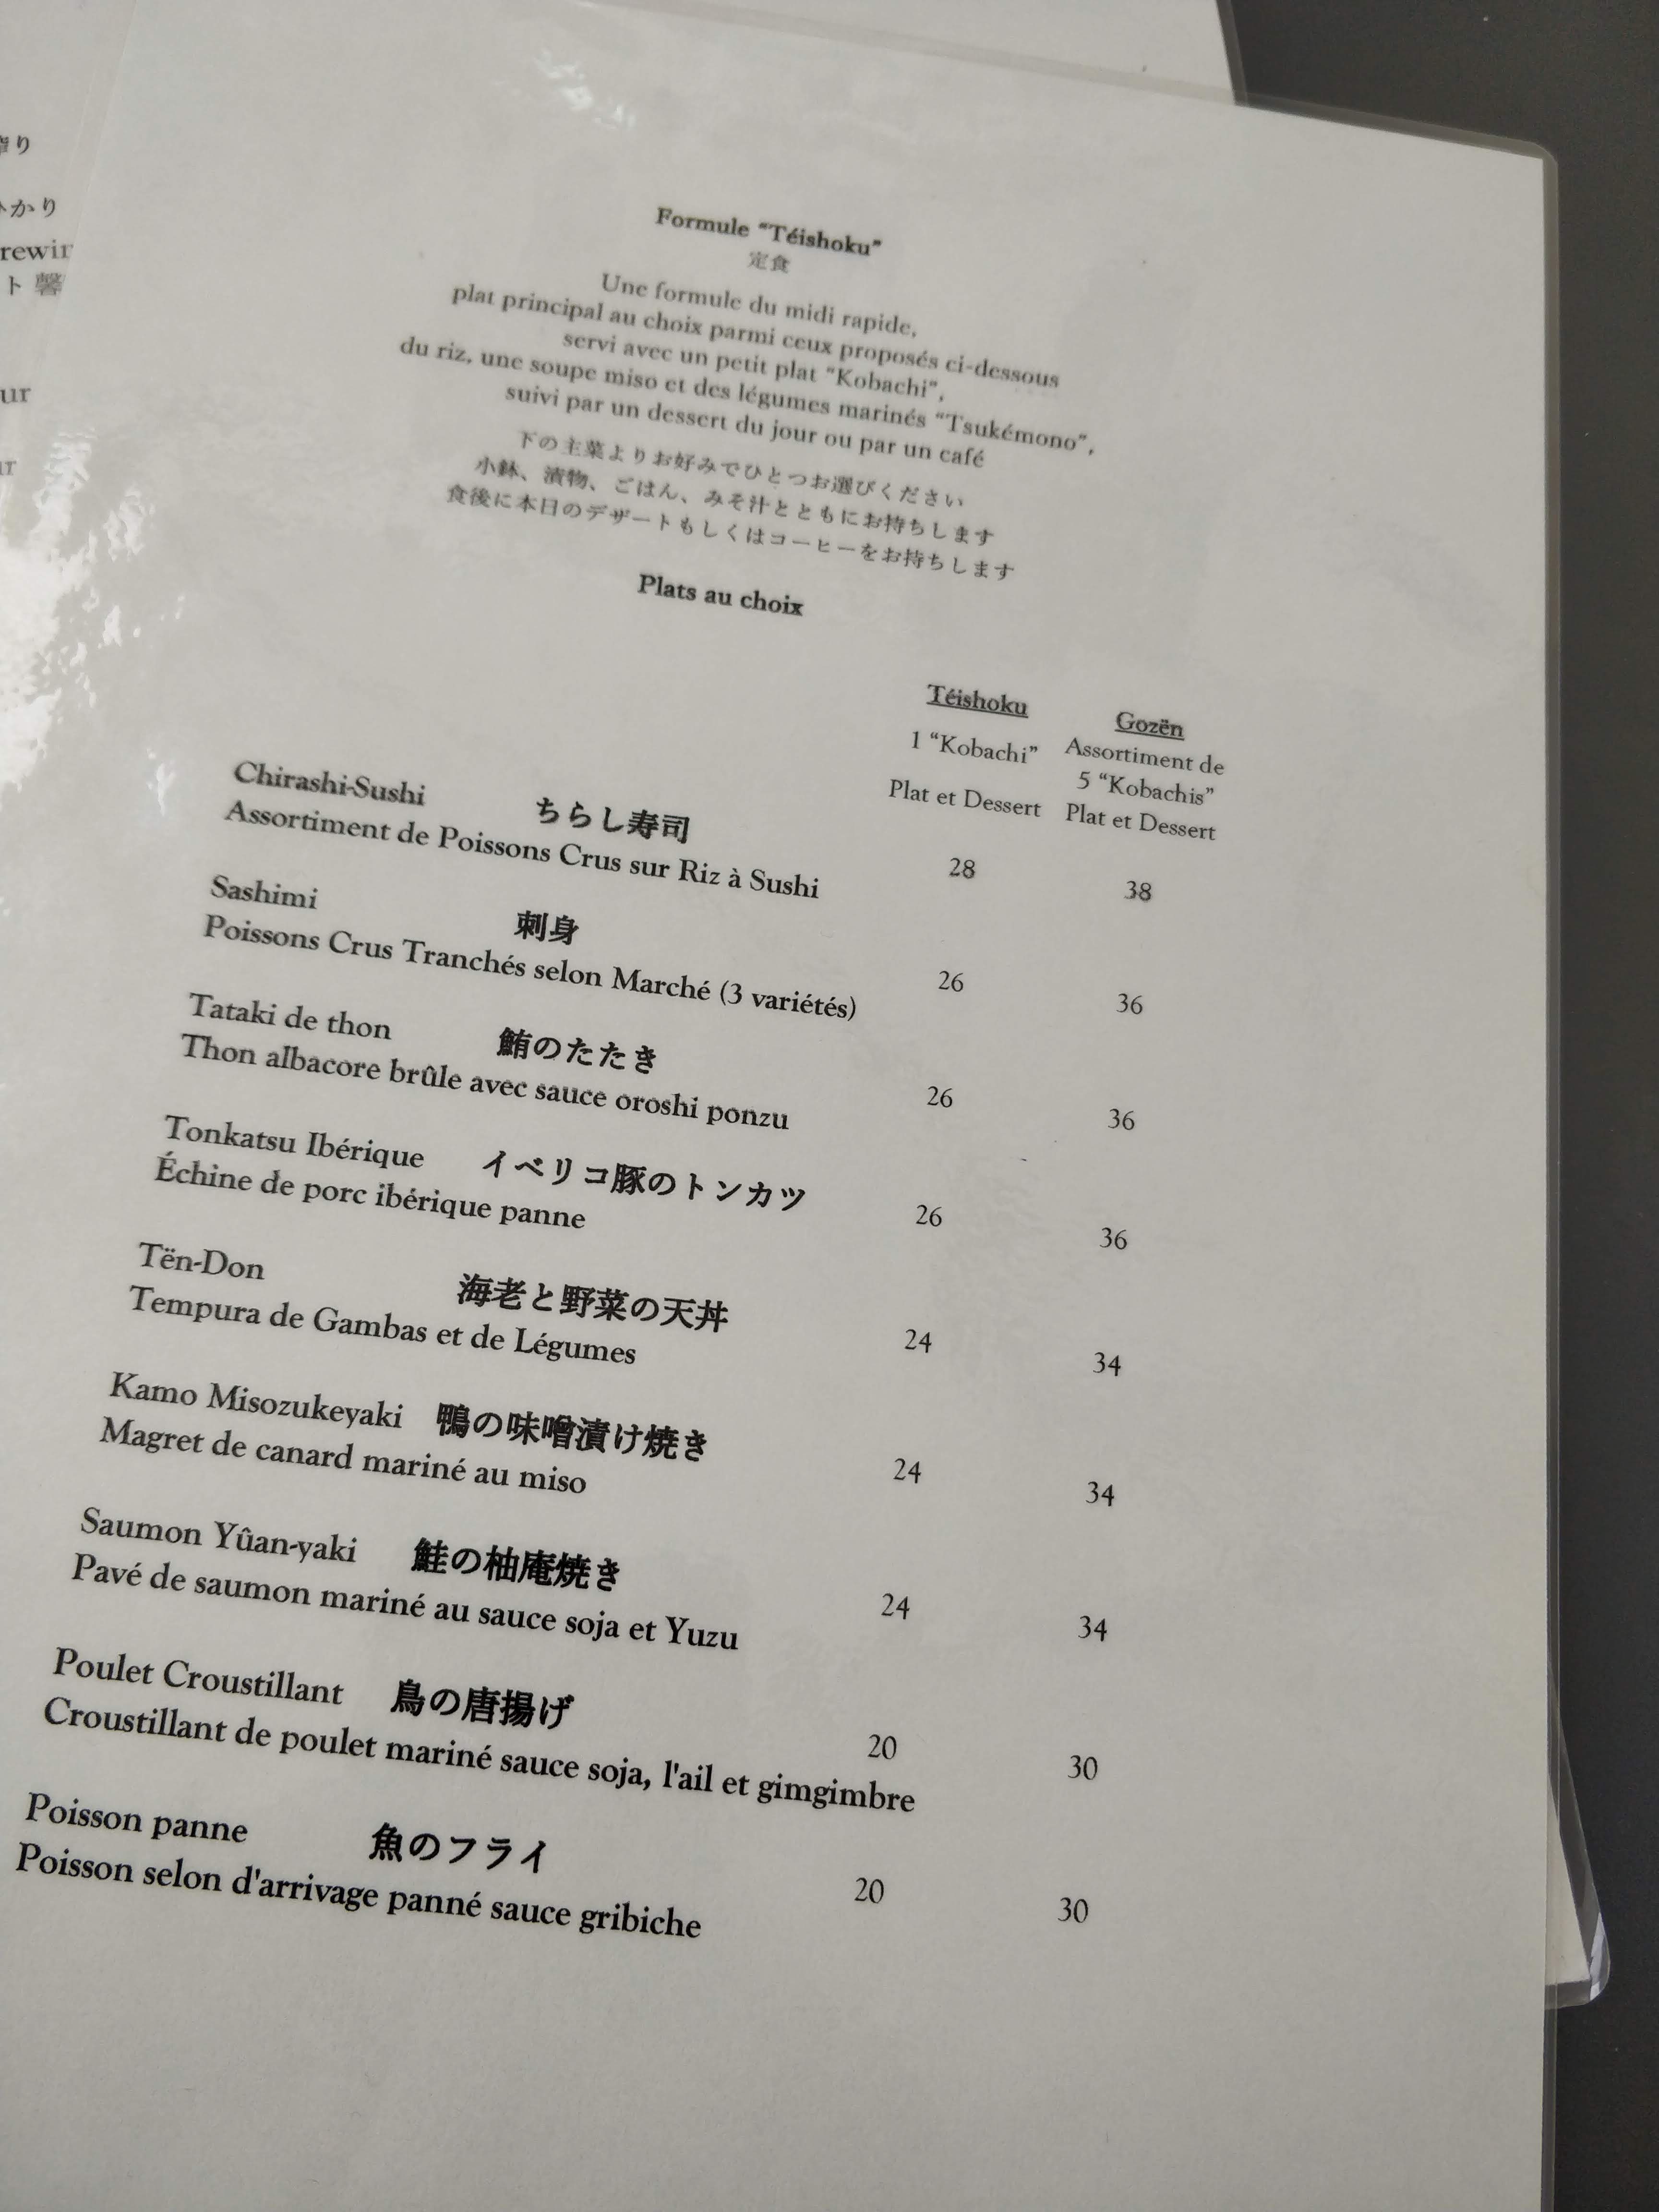 り
かり
rewin
ト 馨
ur
ur
Formule “Téishoku”
定食
Une formule du midi rapide,
plat principal au choix parmi ceux proposés ci-dessous
servi avec un petit plat “Kobachi”,
du riz, une soupe miso et des légumes marinés “Tsukémono”,
suivi par un dessert du jour ou par un café
下の主菜よりお好みでひとつお選びください
小鉢、漬物、ごはん、みそ汁とともにお持ちします
食後に本日のデザートもしくはコーヒーをお持ちします
Plats au choix
Téishoku Gozën
1 “Kobachi” Assortiment de
5 “Kobachis”
Plat et Dessert Plat et Dessert
Chirashi-Sushi ちらし寿司
Assortiment de Poissons Crus sur Riz à Sushi 28 38
Sashimi 刺身
Poissons Crus Tranchés selon Marché (3 variétés) 26 36
Tataki de thon 鮪のたたき
Thon albacore brûle avec sauce oroshi ponzu 26 36
Tonkatsu Ibérique イベリコ豚のトンカツ
Échine de porc ibérique panne 26 36
Tën-Don 海老と野菜の天丼
Tempura de Gambas et de Légumes 24 34
Kamo Misozukeyaki 鴨の味噌漬け焼き
Magret de canard mariné au miso 24 34
Saumon Yûan-yaki 鮭の柚庵焼き
Pavé de saumon mariné au sauce soja et Yuzu 24 34
Poulet Croustillant 鳥の唐揚げ
Croustillant de poulet mariné sauce soja, l'ail et gimgimbre 20 30
Poisson panne 魚のフライ
Poisson selon d'arrivage panné sauce gribiche 20 30